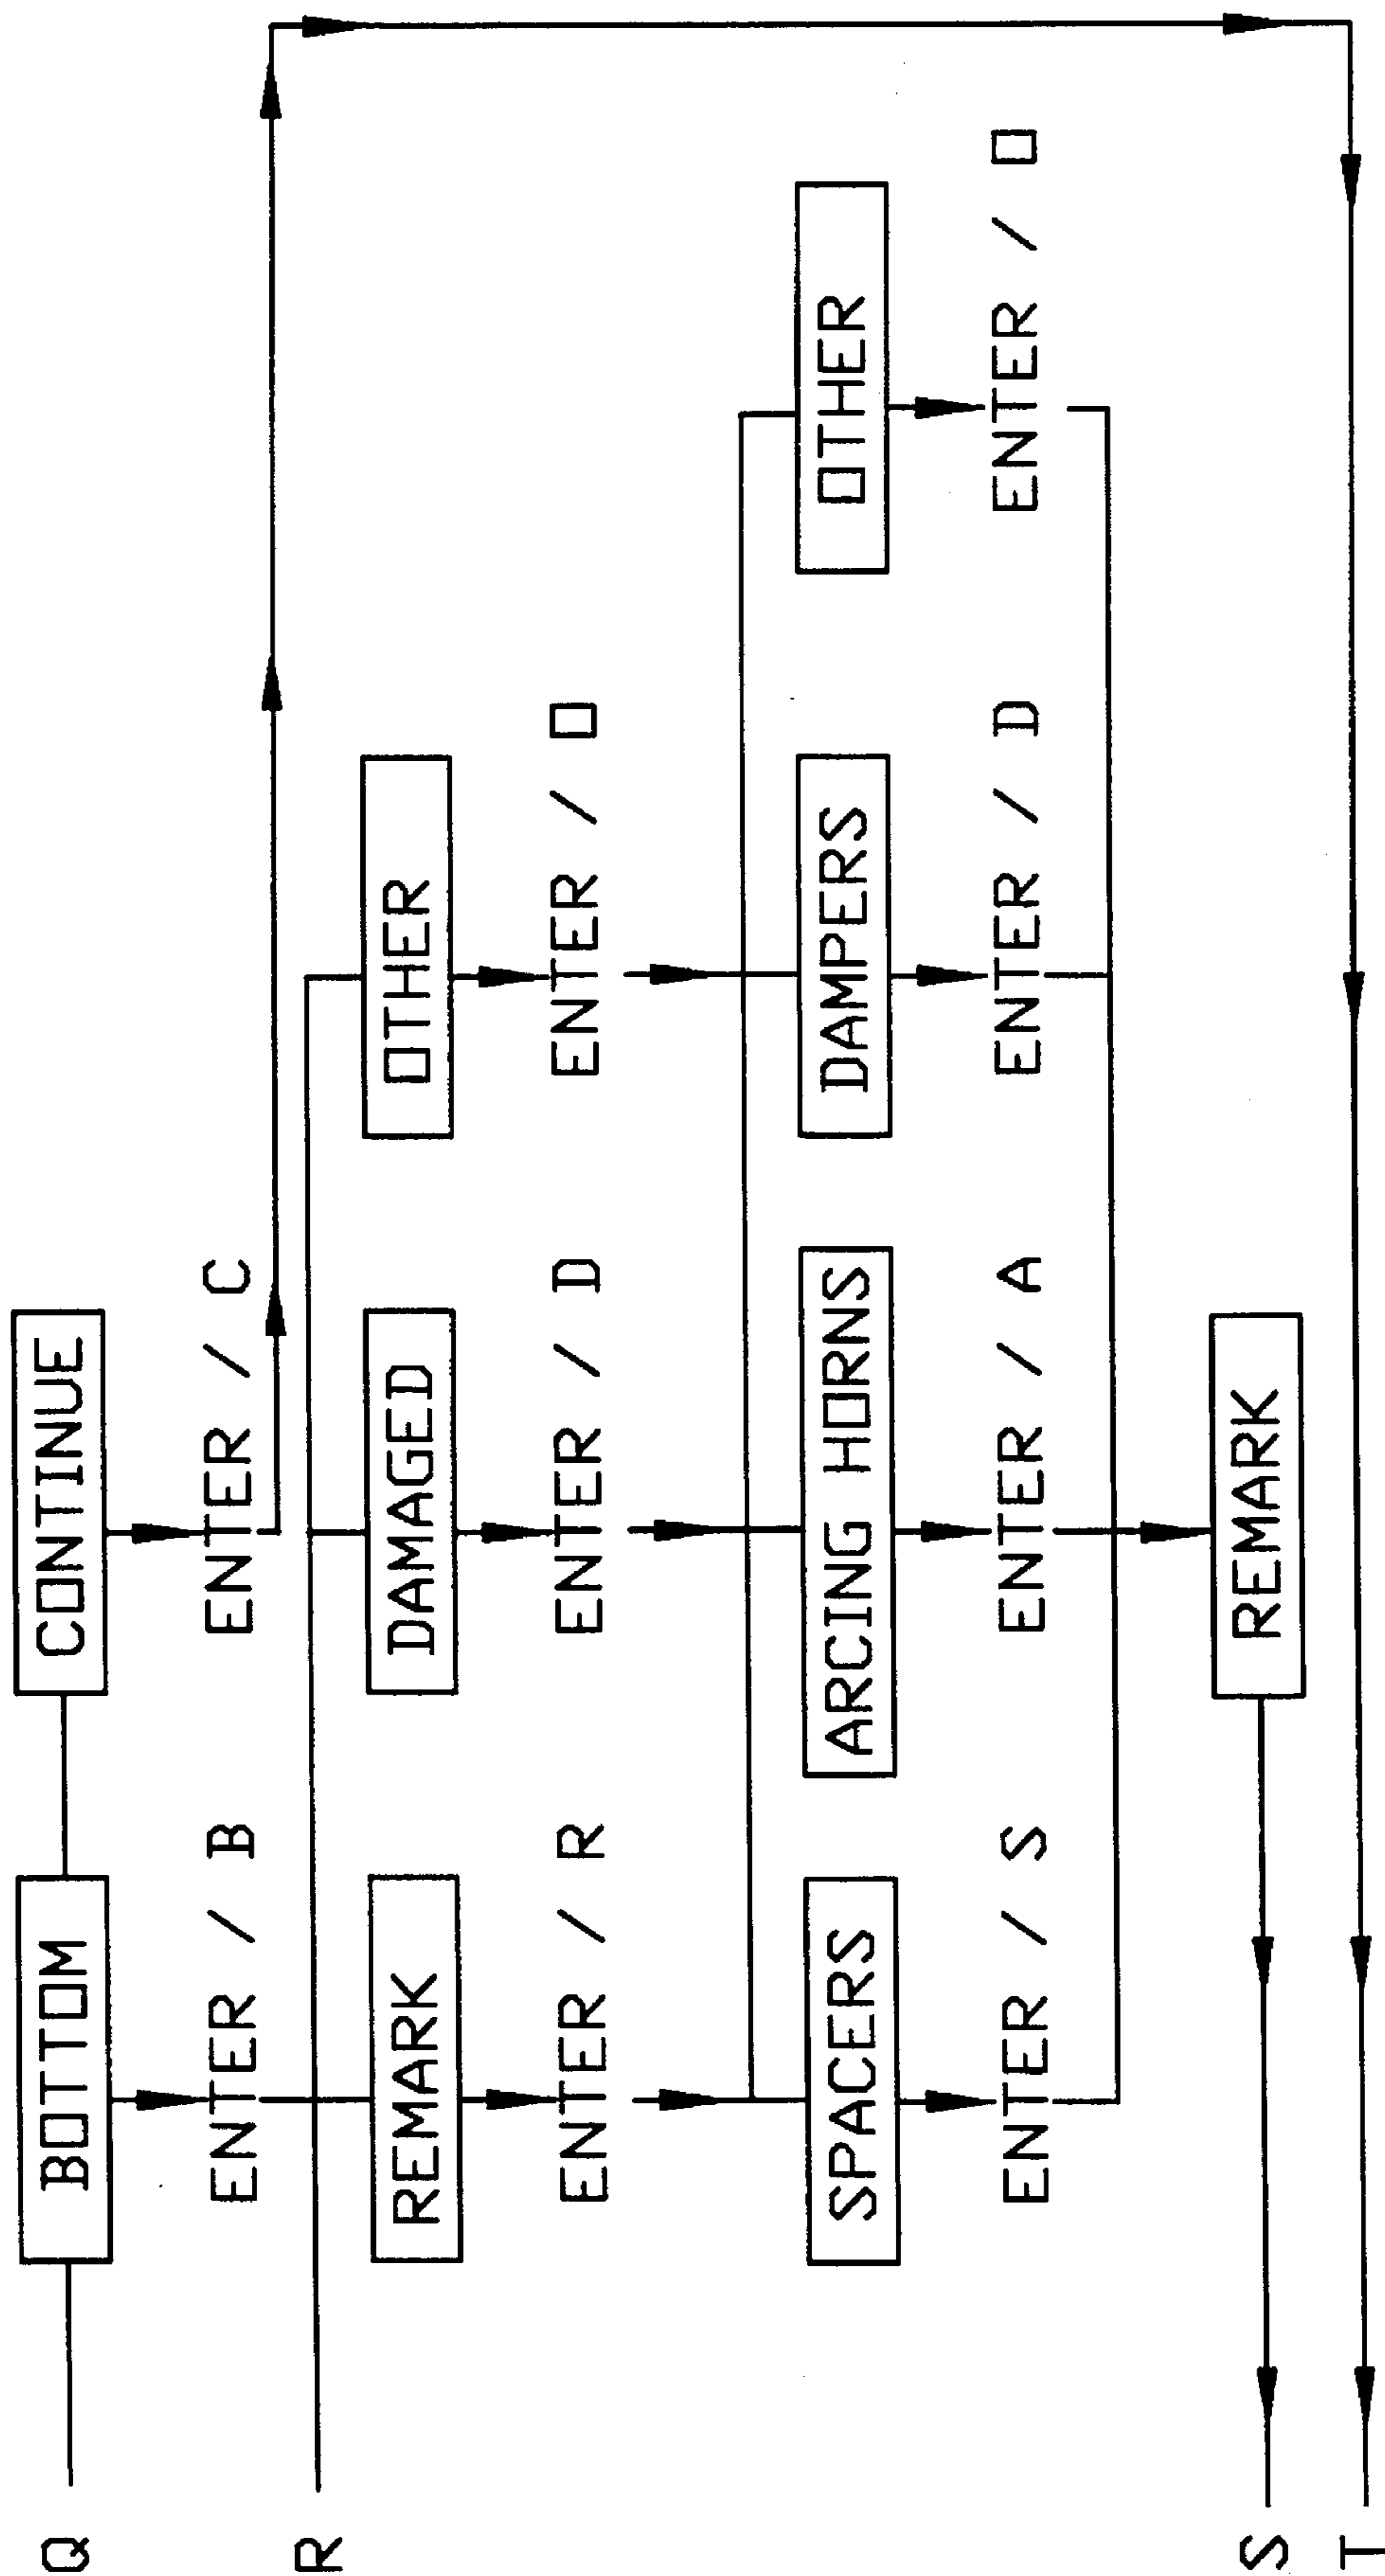 Q BOTTOM CONTINUE
ENTER / B ENTER / C
R
REMARK DAMAGED OTHER
ENTER / R ENTER / D ENTER / O
SPACERS ARCING HORNS DAMPERS OTHER
ENTER / S ENTER / A ENTER / D ENTER / O
S REMARK
T